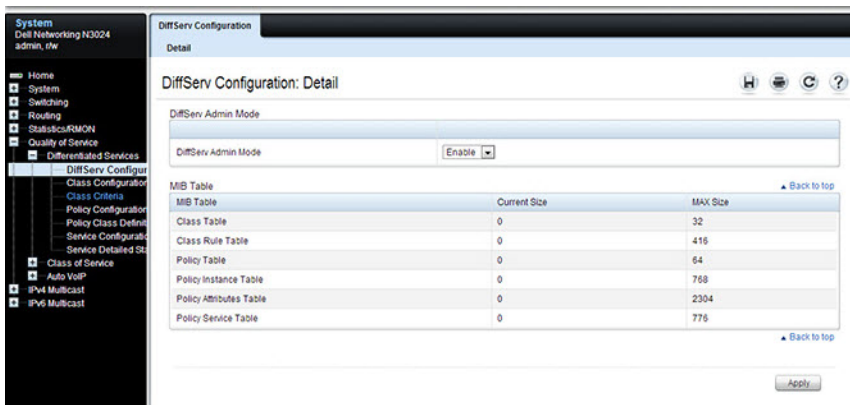 System
Dell Networking N3024
admin, r/w
Home
System
Switching
Routing
Statistics/RMON
Quality of Service
Differentiated Services
DiffServ Configur
Class Configuration
Class Criteria
Policy Configuration
Policy Class Definit
Service Configuratio
Service Detailed Sta
Class of Service
Auto VoIP
IPv4 Multicast
IPv6 Multicast
DiffServ Configuration
Detail
DiffServ Configuration: Detail
DiffServ Admin Mode
DiffServ Admin Mode Enable
MIB Table Back to top
MIB Table Current Size MAX Size
Class Table 0 32
Class Rule Table 0 416
Policy Table 0 64
Policy Instance Table 0 768
Policy Attributes Table 0 2304
Policy Service Table 0 776
Back to top
Apply